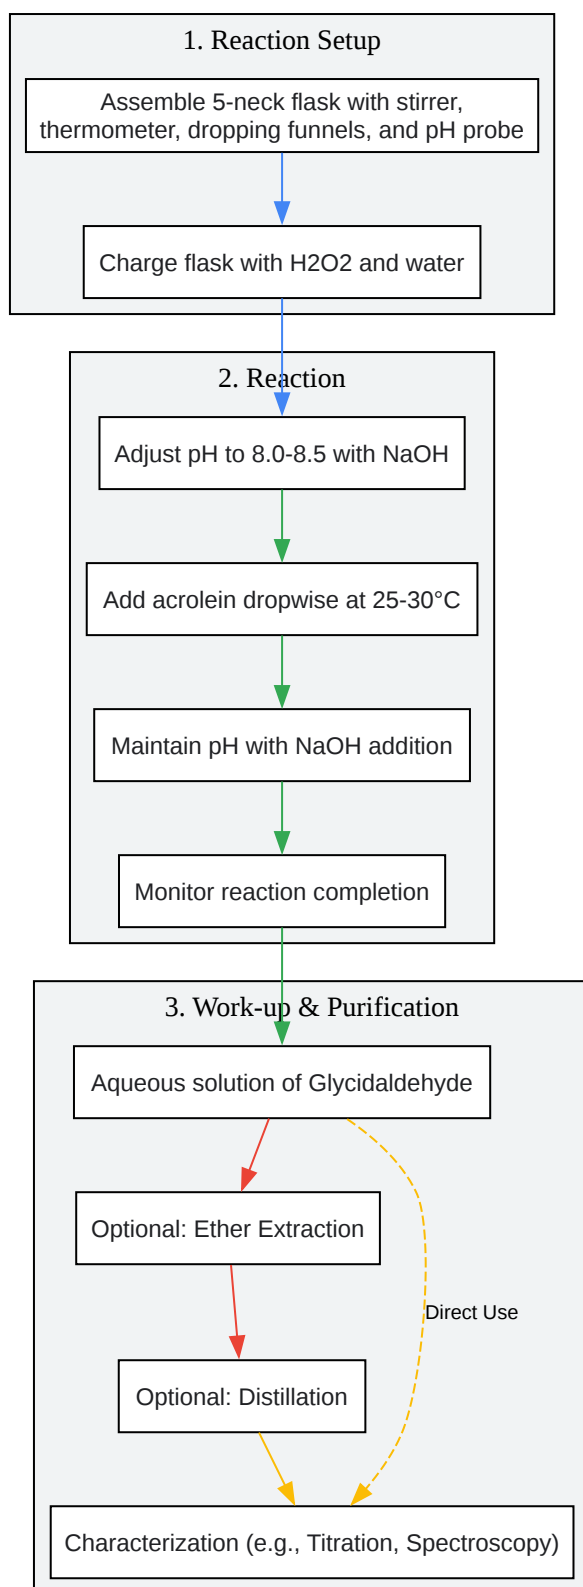 1. Reaction Setup
Assemble 5-neck flask with stirrer,
thermometer, dropping funnels, and pH probe
Charge flask with H2O2 and water
2. Reaction
Adjust pH to 8.0-8.5 with NaOH
Add acrolein dropwise at 25-30°C
Maintain pH with NaOH addition
Monitor reaction completion
3. Work-up & Purification
Aqueous solution of Glycidaldehyde
Optional: Ether Extraction
Direct Use
Optional: Distillation
Characterization (e.g., Titration, Spectroscopy)